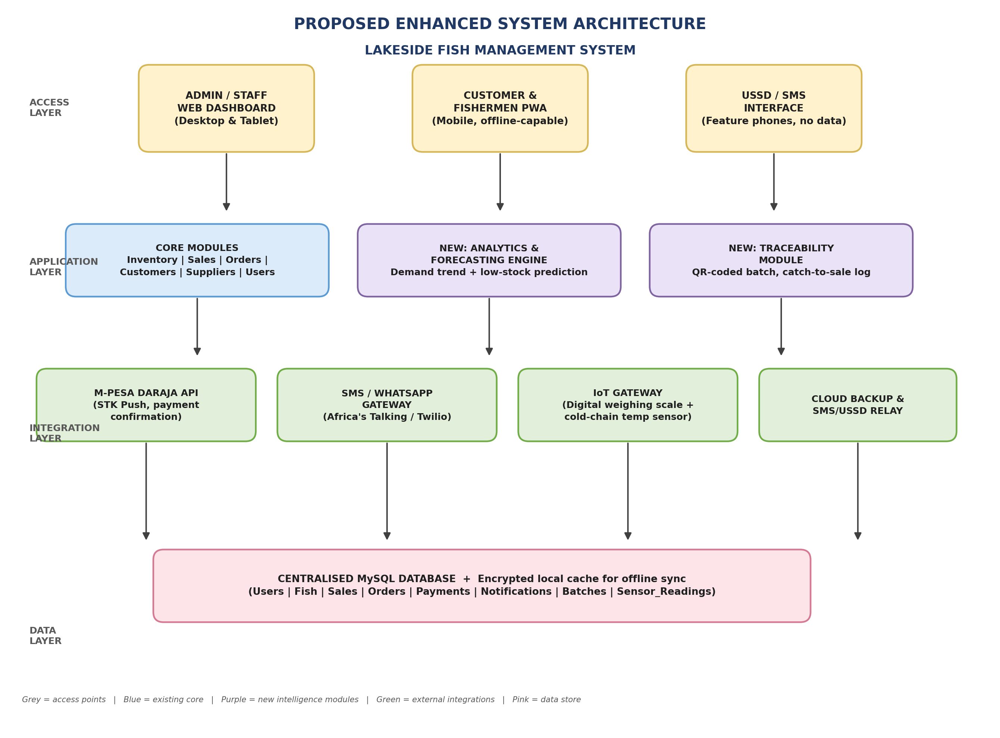 PROPOSED ENHANCED SYSTEM ARCHITECTURE
LAKESIDE FISH MANAGEMENT SYSTEM
ACCESS
LAYER
ADMIN / STAFF
WEB DASHBOARD
(Desktop & Tablet)
CUSTOMER &
FISHERMEN PWA
(Mobile, offline-capable)
USSD / SMS
INTERFACE
(Feature phones, no data)
APPLICATION
LAYER
CORE MODULES
Inventory | Sales | Orders |
Customers | Suppliers | Users
NEW: ANALYTICS &
FORECASTING ENGINE
Demand trend + low-stock prediction
NEW: TRACEABILITY
MODULE
QR-coded batch, catch-to-sale log
INTEGRATION
LAYER
M-PESA DARAJA API
(STK Push, payment
confirmation)
SMS / WHATSAPP
GATEWAY
(Africa's Talking / Twilio)
IoT GATEWAY
(Digital weighing scale +
cold-chain temp sensor)
CLOUD BACKUP &
SMS/USSD RELAY
DATA
LAYER
CENTRALISED MySQL DATABASE + Encrypted local cache for offline sync
(Users | Fish | Sales | Orders | Payments | Notifications | Batches | Sensor_Readings)
Grey = access points | Blue = existing core | Purple = new intelligence modules | Green = external integrations | Pink = data store